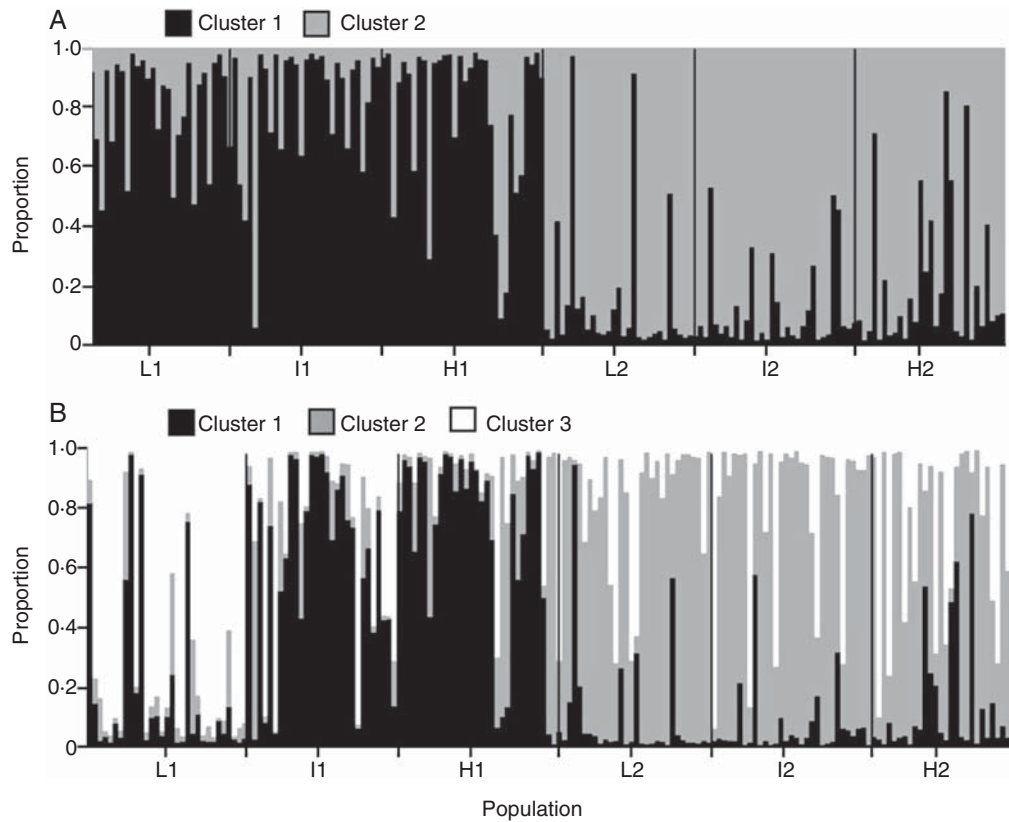 A
Cluster 1 Cluster 2
1·0
0·8
0·6
0·4
0·2
0
Proportion
L1 I1 H1 L2 I2 H2
B
Cluster 1 Cluster 2 Cluster 3
1·0
0·8
0·6
0·4
0·2
0
Proportion
L1 I1 H1 L2 I2 H2
Population